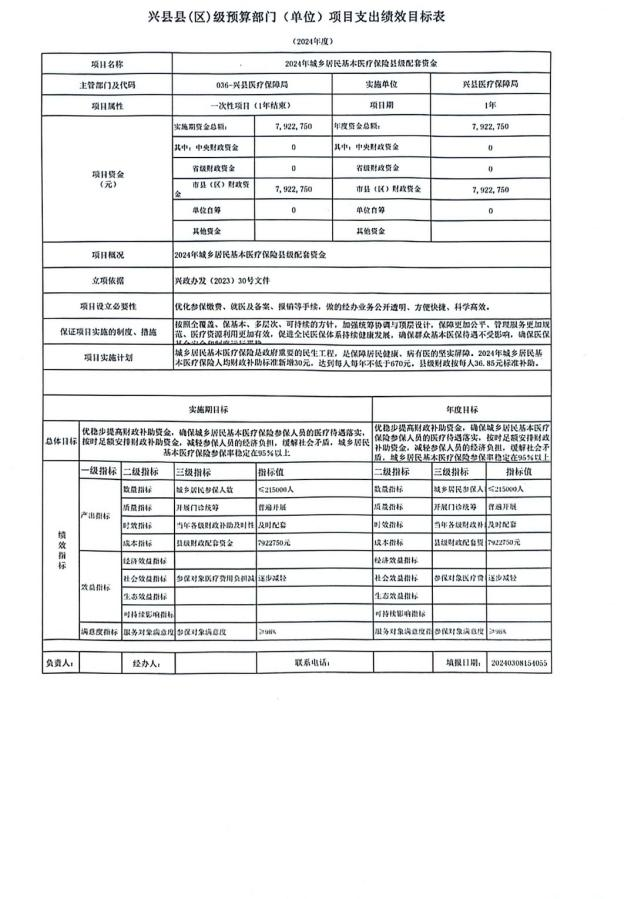 兴县县(区)级预算部门（单位）项目支出绩效目标表
（2024年度）
项目名称 2024年城乡居民基本医疗保险县级配套资金
主管部门及代码 036-兴县医疗保障局 实施单位 兴县医疗保障局
项目属性 一次性项目（1年结束） 项目期 1年
项目资金
（元）
实施期资金总额： 7,922,750 年度资金总额： 7,922,750
其中：中央财政资金 0 其中：中央财政资金 0
省级财政资金 0 省级财政资金 0
市县（区）财政资金 7,922,750 市县（区）财政资金 7,922,750
单位自筹 0 单位自筹 0
其他资金 其他资金
项目概况 2024年城乡居民基本医疗保险县级配套资金
立项依据 兴政办发（2023）30号文件
项目设立必要性 优化参保缴费、就医及备案、报销等手续，做的经办业务公开透明、方便快捷、科学高效。
保证项目实施的制度、措施 按照全覆盖、保基本、多层次、可持续的方针，加强统筹协调与顶层设计，保障更加公平、管理服务更加规
范、医疗资源利用更加有效，促进全民医保体系持续健康发展，确保群众基本医保待遇不受影响，确保医保
项目实施计划 城乡居民基本医疗保险是政府重要的民生工程，是保障居民健康、病有医的坚实屏障。2024年城乡居民基
本医疗保险人均财政补助标准新增30元，达到每人每年不低于670元。县级财政按每人36.85元标准补助。
实施期目标 年度目标
总体目标
优稳步提高财政补助资金，确保城乡居民基本医疗保险参保人员的医疗待遇落实，
按时足额安排财政补助资金，减轻参保人员的经济负担，缓解社会矛盾，城乡居民
基本医疗保险参保率稳定在95%以上
优稳步提高财政补助资金，确保城乡居民基本医疗
保险参保人员的医疗待遇落实，按时足额安排财政
补助资金，减轻参保人员的经济负担，缓解社会矛
盾，城乡居民基本医疗保险参保率稳定在95%以上
绩效指标
一级指标 二级指标 三级指标 指标值 二级指标 三级指标 指标值
产出指标
数量指标 城乡居民参保人数 ≤215000人 数量指标 城乡居民参保人 ≤215000人
质量指标 开展门诊统筹 普遍开展 质量指标 开展门诊统筹 普遍开展
时效指标 当年各级财政补助及时性 及时配套 时效指标 当年各级财政补 及时配套
成本指标 县级财政配套资金 7922750元 成本指标 县级财政配套资 7922750元
效益指标
经济效益指标 经济效益指标
社会效益指标 参保对象医疗费用负担减 逐步减轻 社会效益指标 参保对象医疗费 逐步减轻
生态效益指标 生态效益指标
可持续影响指标 可持续影响指标
满意度指标 服务对象满意度 参保对象满意度 ≥98% 服务对象满意度指 参保对象满意度 ≥98%
负责人： 经办人： 联系电话： 填报日期： 20240308154055